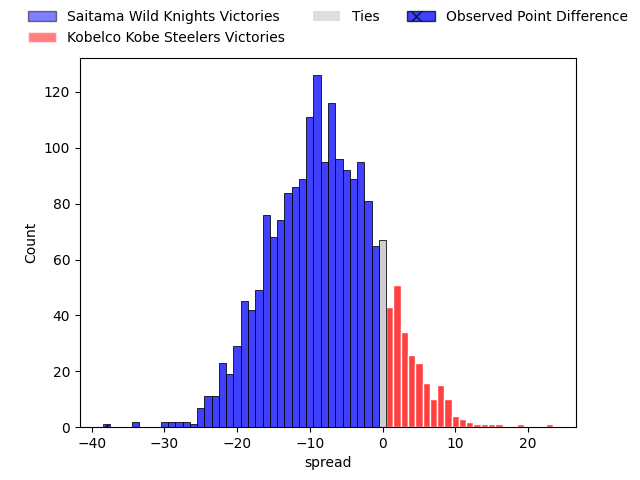 Saitama Wild Knights Victories
Kobelco Kobe Steelers Victories
Ties
Observed Point Difference
Count
120
100
80
60
40
20
0
−40 −30 −20 −10 0 10 20
spread